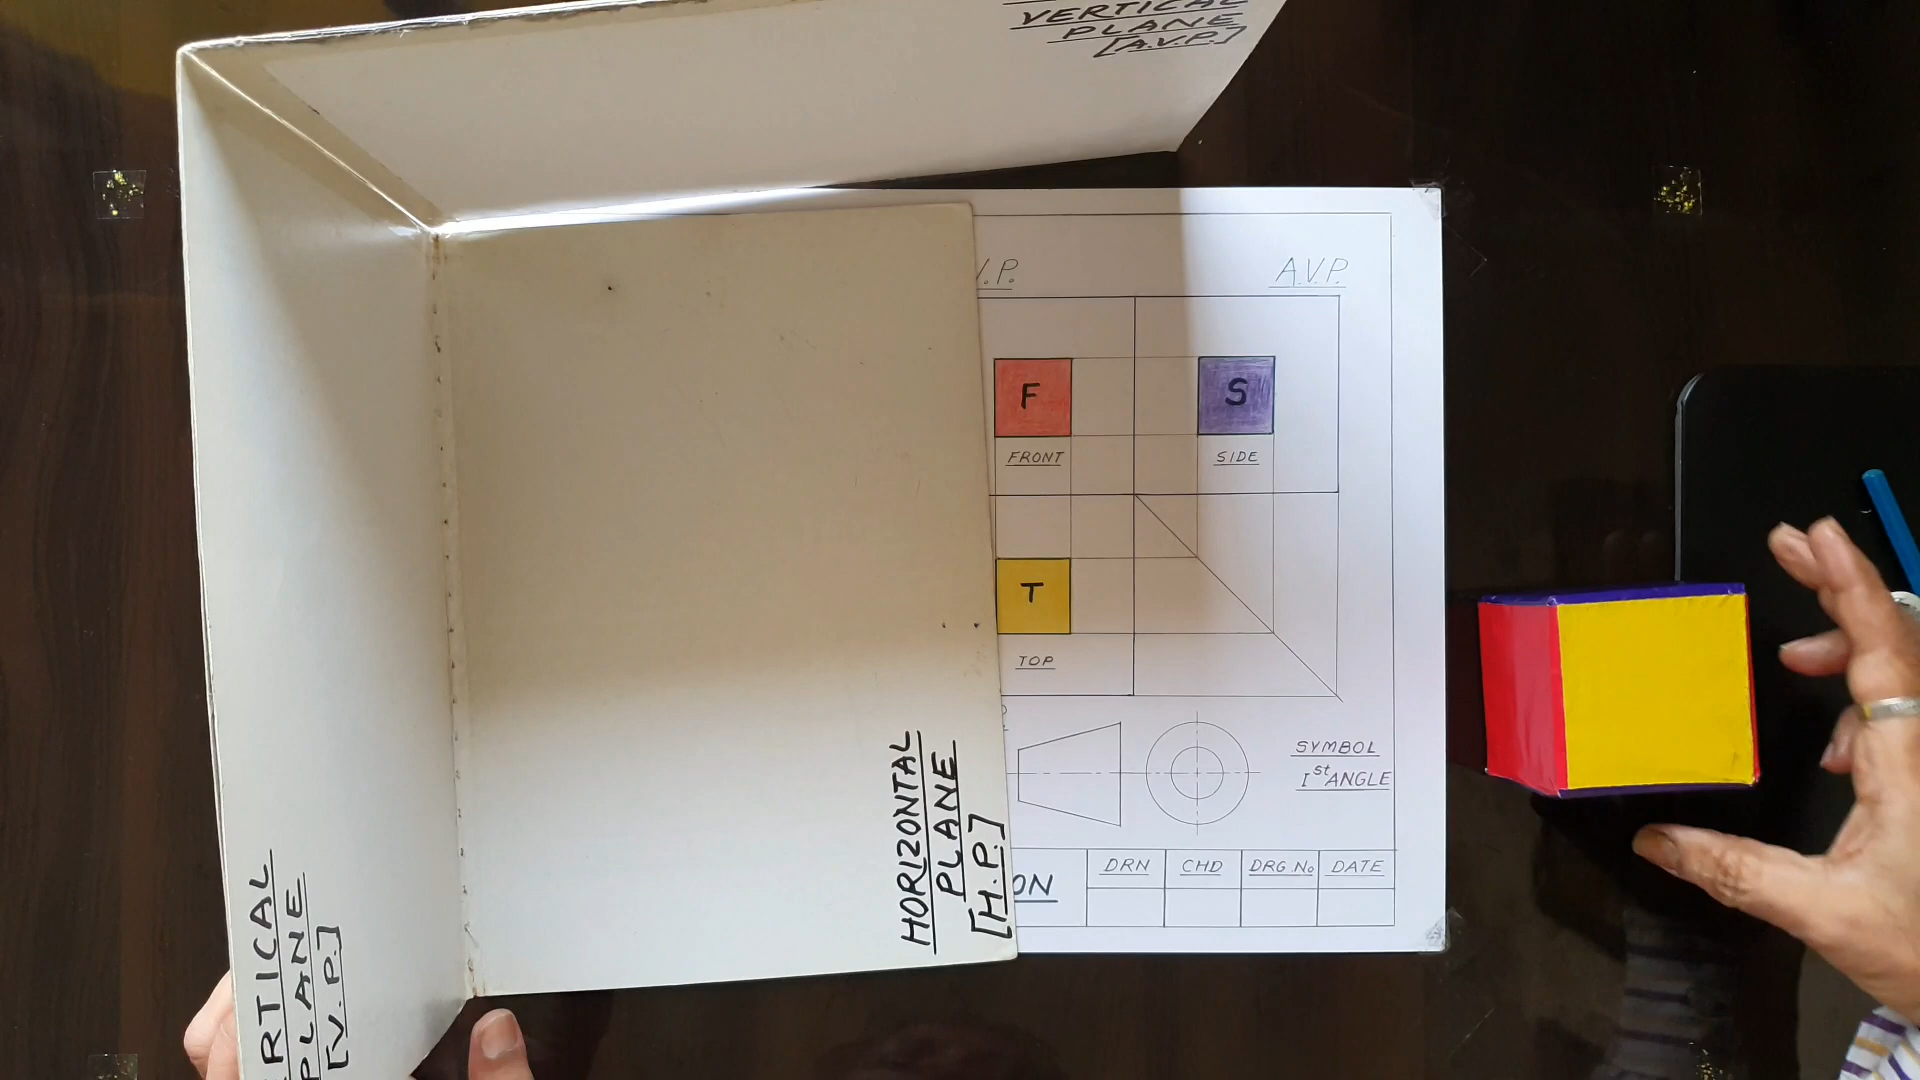 VERTICAL
PLANE
[A.V.P.]
.P.
A.V.P.
F
S
FRONT
SIDE
T
TOP
SYMBOL
Ist ANGLE
HORIZONTAL
PLANE
[H.P.]
ON
DRN
CHD
DRG.No
DATE
RTICAL
PLANE
[V.P.]